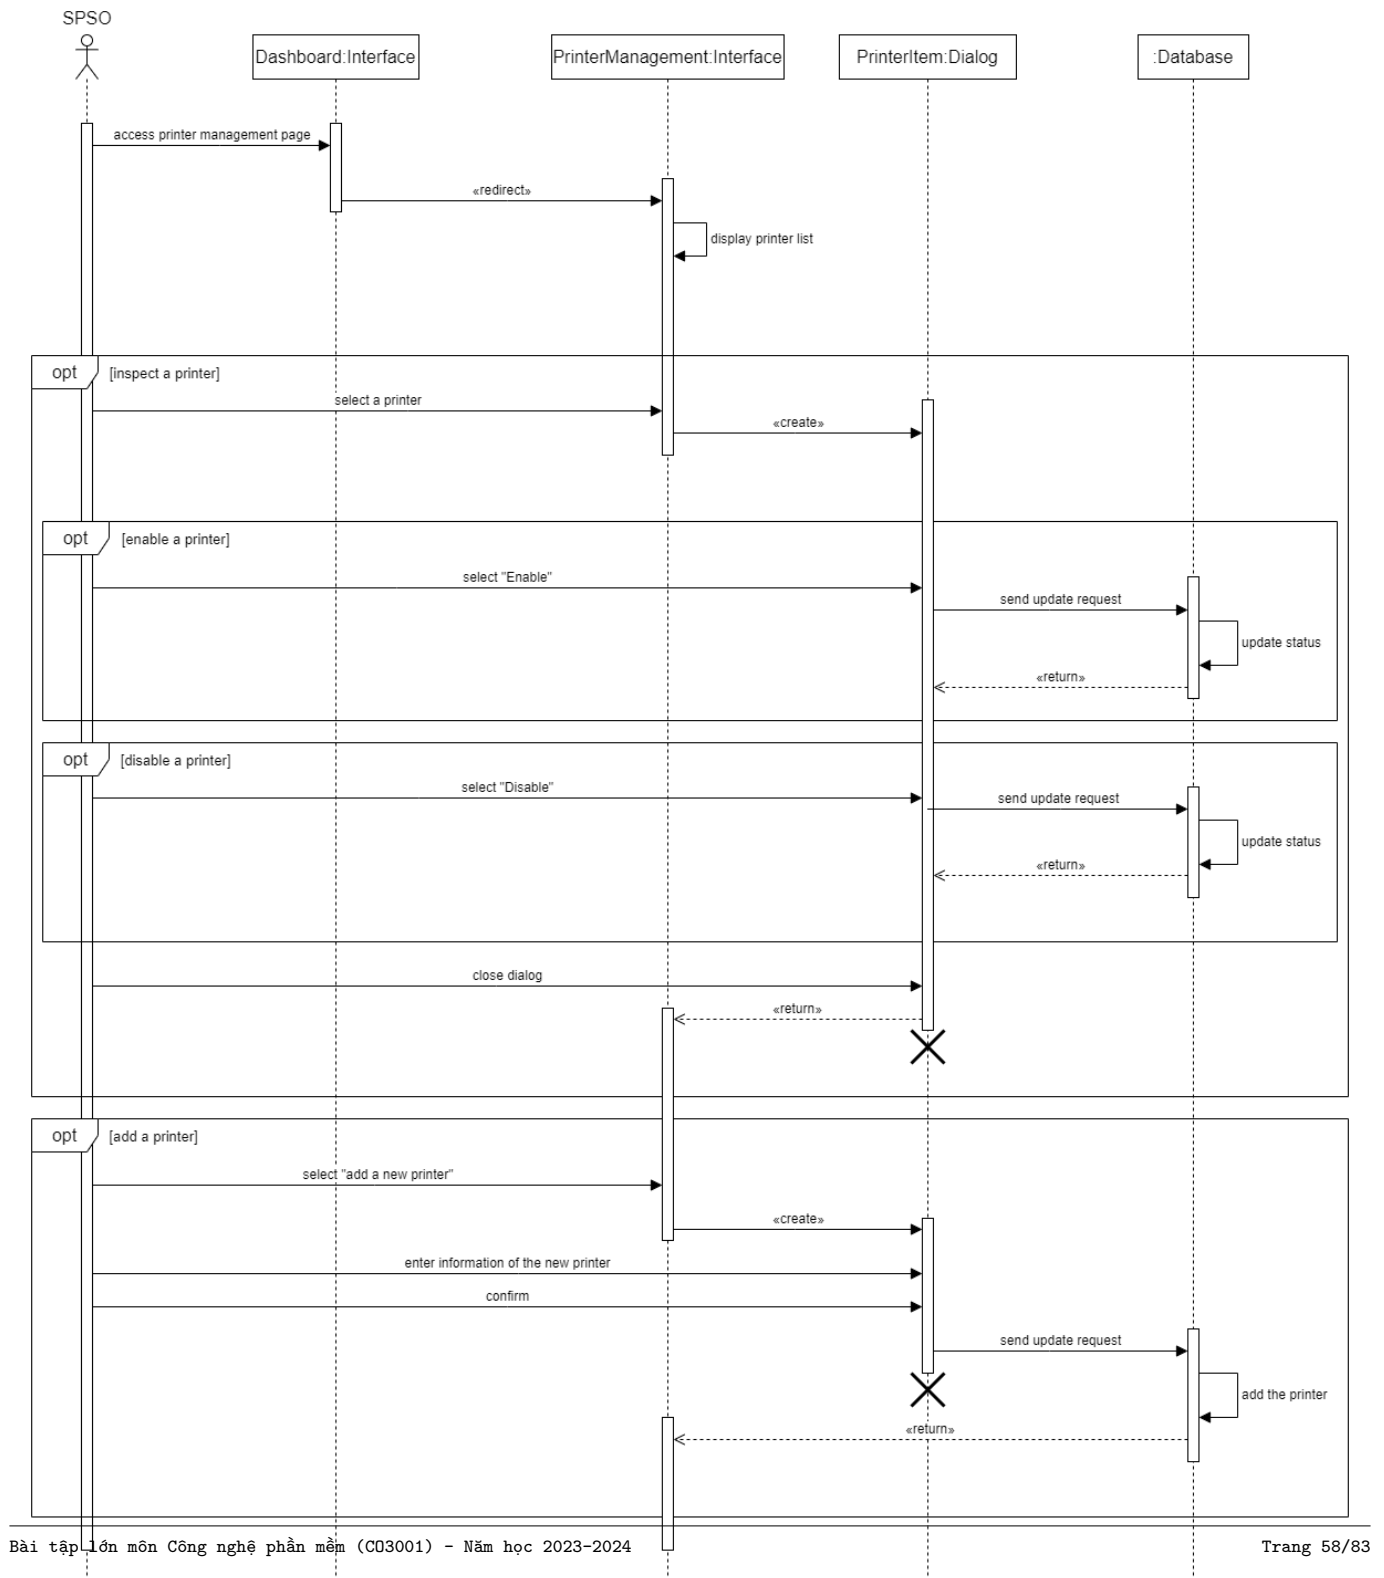 SPSO
Dashboard:Interface
PrinterManagement:Interface
PrinterItem:Dialog
:Database
access printer management page
«redirect»
display printer list
opt
[inspect a printer]
select a printer
«create»
opt
[enable a printer]
select "Enable"
send update request
update status
«return»
opt
[disable a printer]
select "Disable"
send update request
update status
«return»
close dialog
«return»
opt
[add a printer]
select "add a new printer"
«create»
enter information of the new printer
confirm
send update request
add the printer
«return»
Bài tập lớn môn Công nghệ phần mềm (CO3001) - Năm học 2023-2024
Trang 58/83